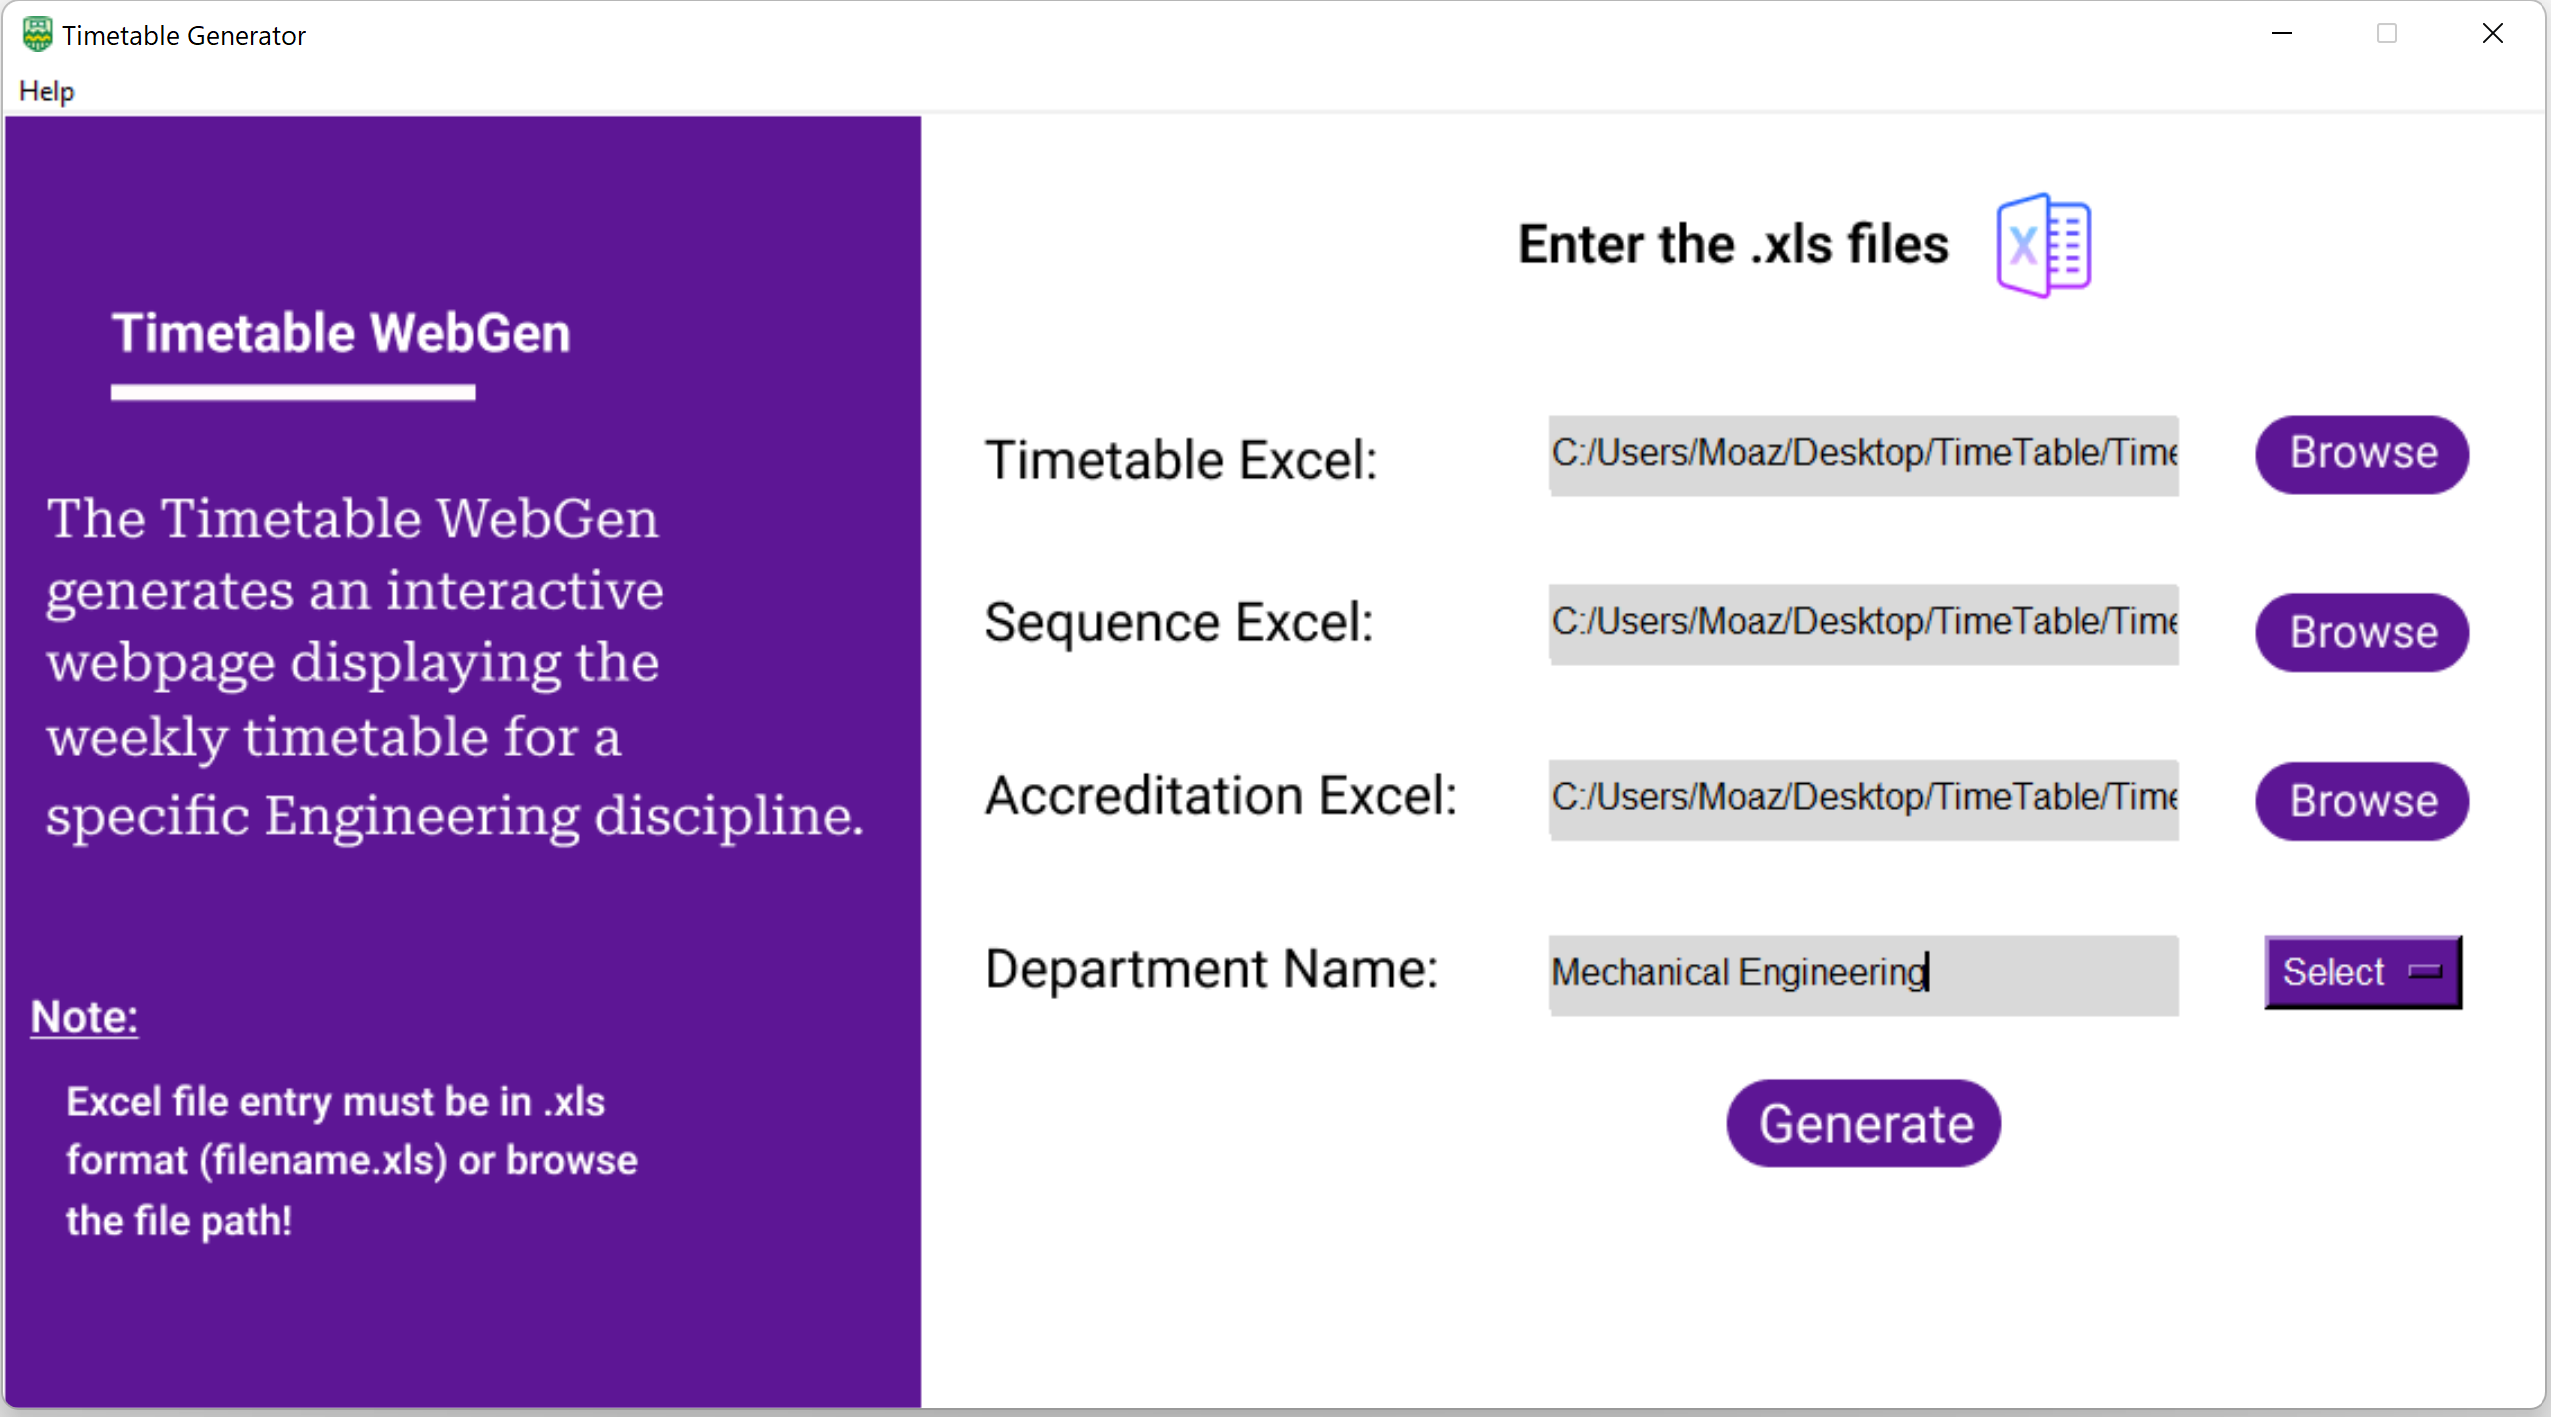 Timetable Generator
Help
Timetable WebGen
The Timetable WebGen
generates an interactive
webpage displaying the
weekly timetable for a
specific Engineering discipline.
Note:
Excel file entry must be in .xls
format (filename.xls) or browse
the file path!
Enter the .xls files X
Timetable Excel: C:/Users/Moaz/Desktop/TimeTable/Time Browse
Sequence Excel: C:/Users/Moaz/Desktop/TimeTable/Time Browse
Accreditation Excel: C:/Users/Moaz/Desktop/TimeTable/Time Browse
Department Name: Mechanical Engineering Select
Generate